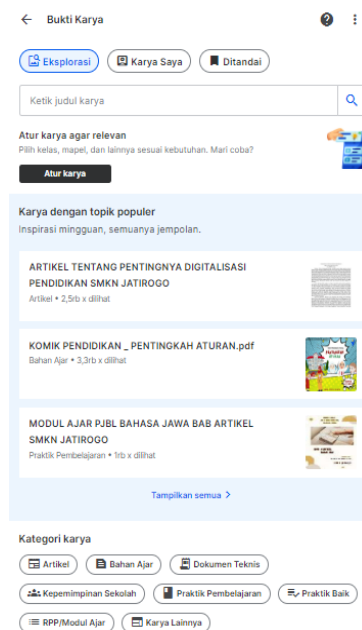 Bukti Karya
Eksplorasi
Karya Saya
Ditandai
Ketik judul karya
Atur karya agar relevan
Pilih kelas, mapel, dan lainnya sesuai kebutuhan. Mari coba?
Atur karya
Karya dengan topik populer
Inspirasi mingguan, semuanya jempolan.
ARTIKEL TENTANG PENTINGNYA DIGITALISASI
PENDIDIKAN SMKN JATIROGO
Artikel • 2,5rb x dilihat
KOMIK PENDIDIKAN _ PENTINGKAH ATURAN.pdf
Bahan Ajar • 3,3rb x dilihat
MODUL AJAR PJBL BAHASA JAWA BAB ARTIKEL
SMKN JATIROGO
Praktik Pembelajaran • 1rb x dilihat
Tampilkan semua
Kategori karya
Artikel
Bahan Ajar
Dokumen Teknis
Kepemimpinan Sekolah
Praktik Pembelajaran
Praktik Baik
RPP/Modul Ajar
Karya Lainnya